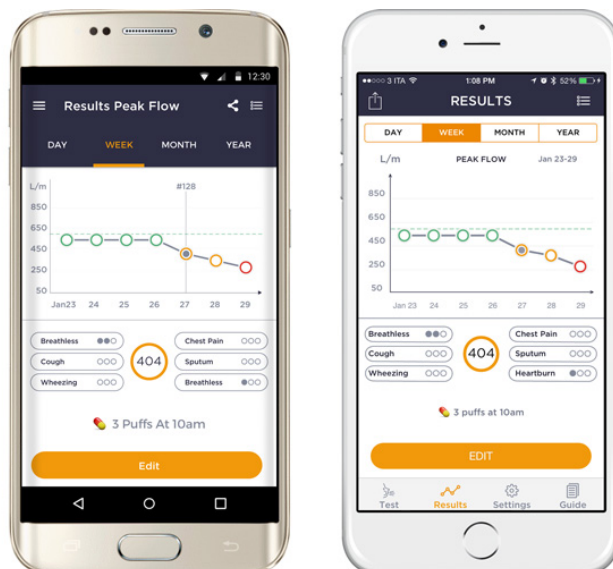 12:30
Results Peak Flow
DAY WEEK MONTH YEAR
L/m #128
850
650
450
250
50
Jan23 24 25 26 27 28 29
Breathless
Cough
Wheezing
404
Chest Pain
Sputum
Breathless
3 Puffs At 10am
Edit
3 ITA 1:08 PM 52%
RESULTS
DAY WEEK MONTH YEAR
L/m PEAK FLOW Jan 23-29
850
650
450
250
50
Jan 23 24 25 26 27 28 29
Breathless
Cough
Wheezing
404
Chest Pain
Sputum
Heartburn
3 puffs at 10am
EDIT
Test Results Settings Guide